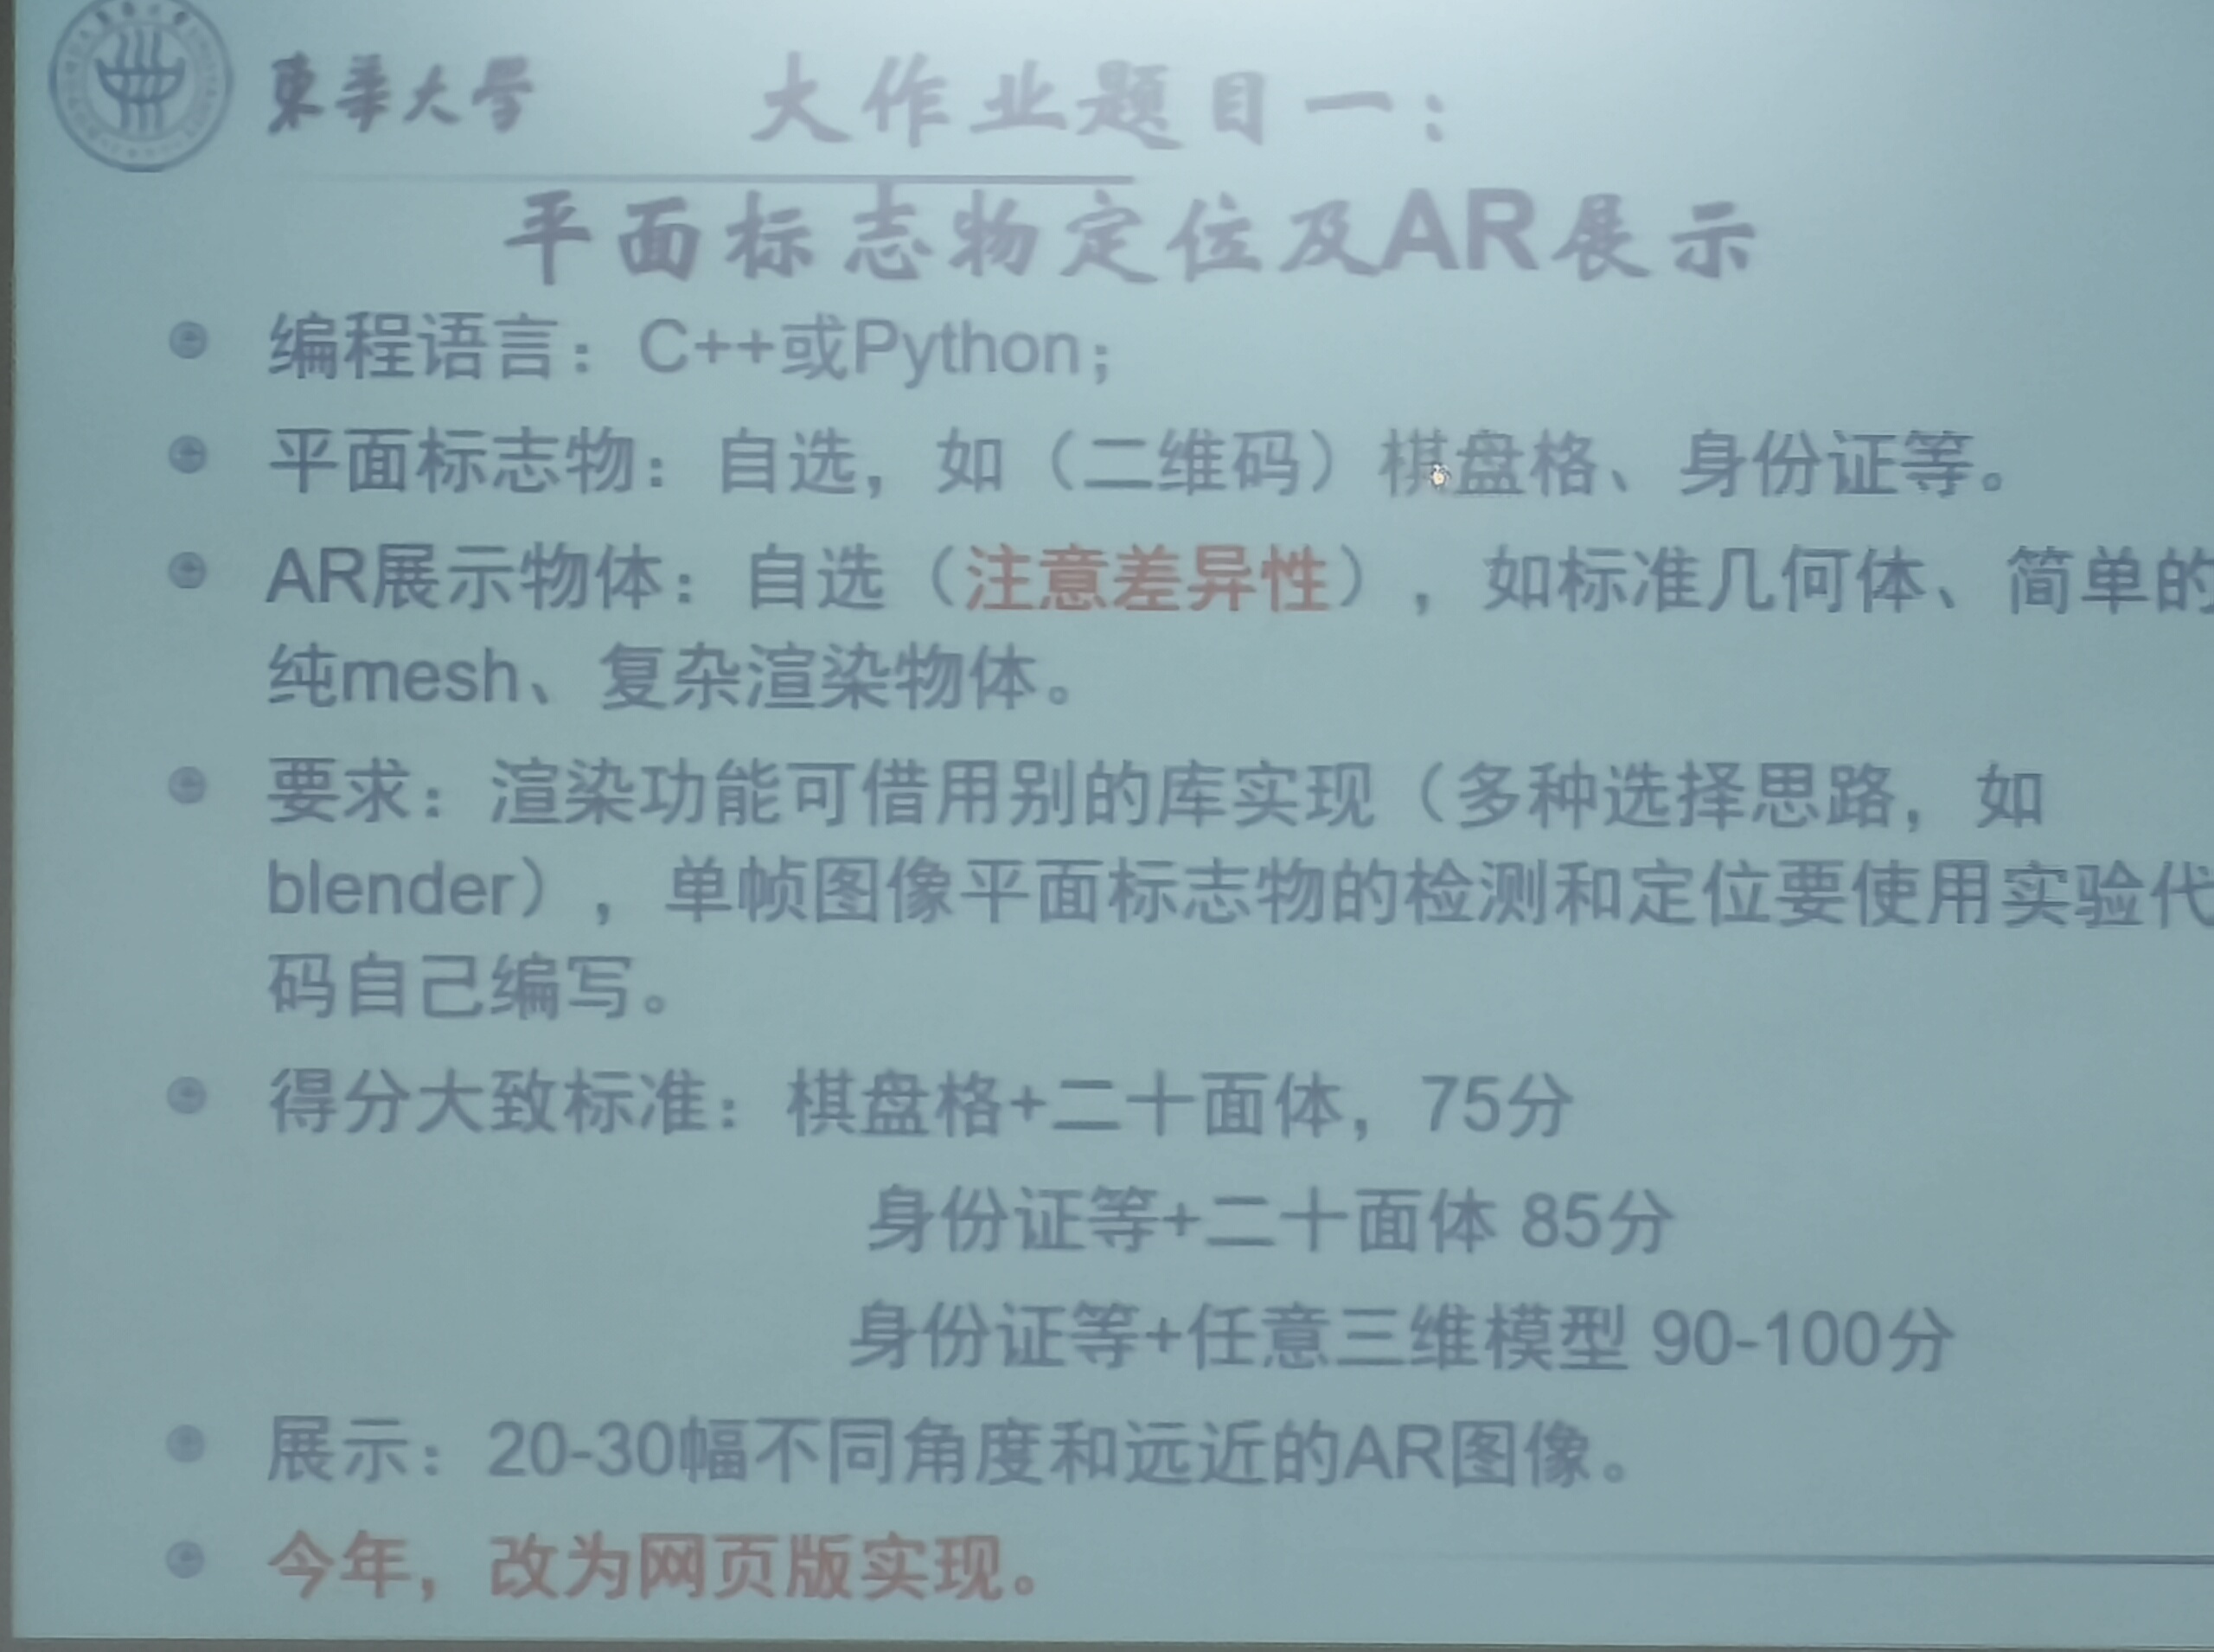 東華大學
大作业题目一：
平面标志物定位及AR展示
编程语言：C++或Python；
平面标志物：自选，如（二维码）棋盘格、身份证等。
AR展示物体：自选（注意差异性），如标准几何体、简单的
纯mesh、复杂渲染物体。
要求：渲染功能可借用别的库实现（多种选择思路，如
blender），单帧图像平面标志物的检测和定位要使用实验代
码自己编写。
得分大致标准：棋盘格+二十面体，75分
身份证等+二十面体 85分
身份证等+任意三维模型 90-100分
展示：20-30幅不同角度和远近的AR图像。
今年，改为网页版实现。